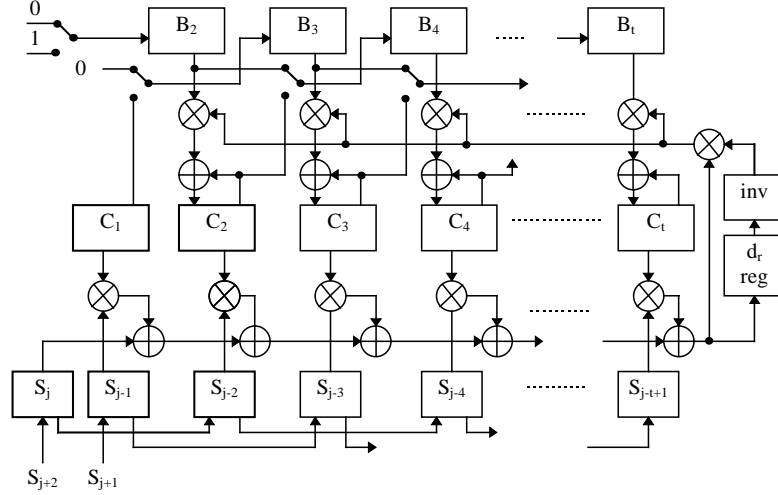 0
B₂ B₃ B₄ Bₜ
1
0
inv
C₁ C₂ C₃ C₄ Cₜ
dᵣ
reg
Sⱼ Sⱼ₋₁ Sⱼ₋₂ Sⱼ₋₃ Sⱼ₋₄ Sⱼ₋ₜ₊₁
Sⱼ₊₂ Sⱼ₊₁